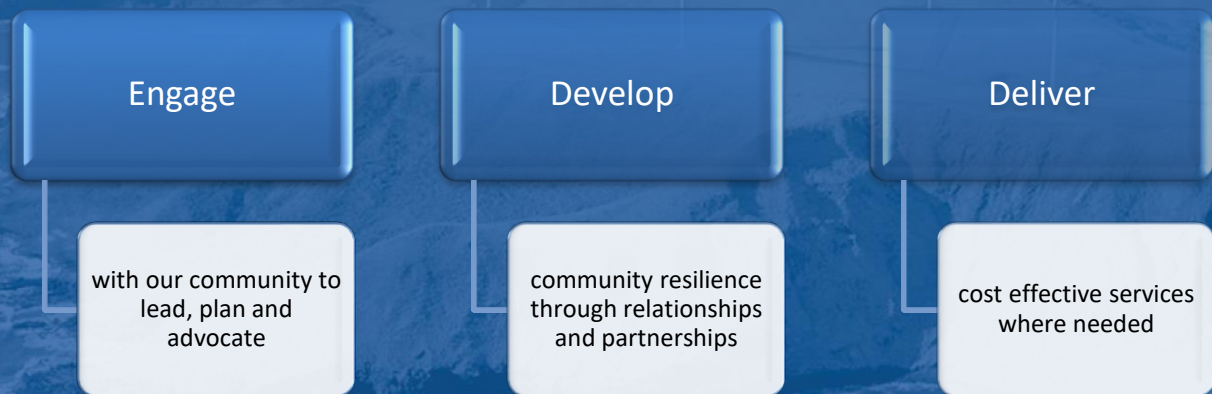 Engage
with our community to
lead, plan and
advocate
Develop
community resilience
through relationships
and partnerships
Deliver
cost effective services
where needed